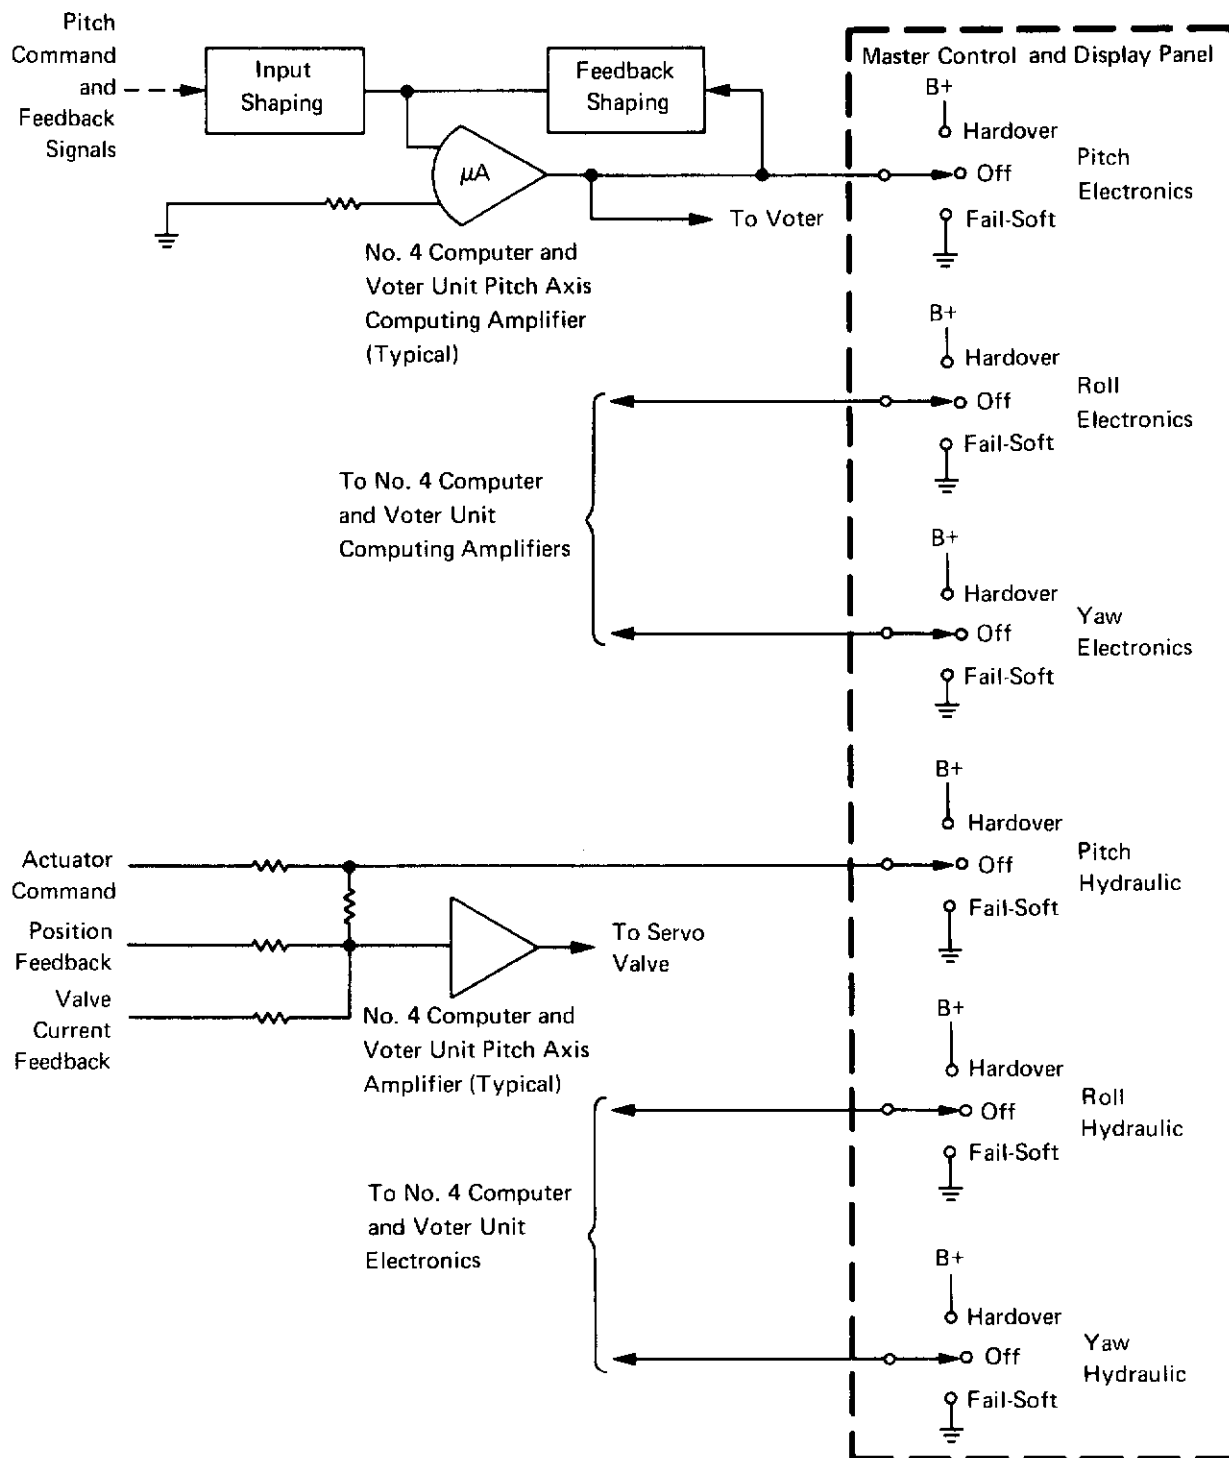 Pitch
Command
and
Feedback
Signals
Input
Shaping
Feedback
Shaping
μA
To Voter
No. 4 Computer and
Voter Unit Pitch Axis
Computing Amplifier
(Typical)
Master Control and Display Panel
B+
Hardover
Off
Fail-Soft
Pitch
Electronics
B+
Hardover
Off
Fail-Soft
Roll
Electronics
To No. 4 Computer
and Voter Unit
Computing Amplifiers
B+
Hardover
Off
Fail-Soft
Yaw
Electronics
B+
Hardover
Off
Fail-Soft
Pitch
Hydraulic
Actuator
Command
Position
Feedback
Valve
Current
Feedback
To Servo
Valve
No. 4 Computer and
Voter Unit Pitch Axis
Amplifier (Typical)
B+
Hardover
Off
Fail-Soft
Roll
Hydraulic
To No. 4 Computer
and Voter Unit
Electronics
B+
Hardover
Off
Fail-Soft
Yaw
Hydraulic